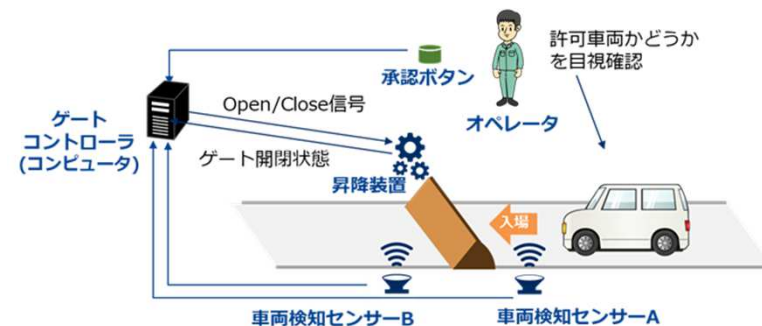 許可車両かどうか
を目視確認
承認ボタン
オペレータ
Open/Close信号
ゲート
コントローラ
(コンピュータ)
ゲート開閉状態
昇降装置
入場
車両検知センサーB
車両検知センサーA